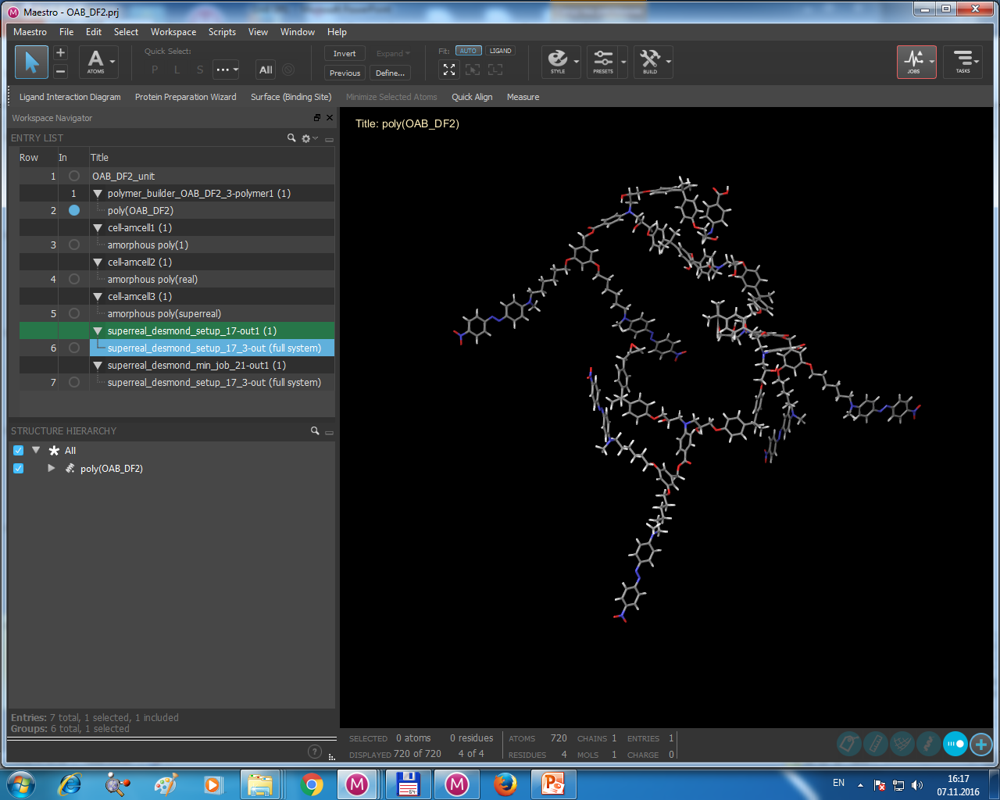 Maestro - OAB_DF2.prj
Maestro File Edit Select Workspace Scripts View Window Help
Quick Select:
Invert Expand
Fit: AUTO LIGAND
ATOMS
P L S ... All
Previous Define...
STYLE PRESETS BUILD JOBS TASKS
Ligand Interaction Diagram Protein Preparation Wizard Surface (Binding Site) Minimize Selected Atoms Quick Align Measure
Workspace Navigator
ENTRY LIST
Row In Title
1 OAB_DF2_unit
1 polymer_builder_OAB_DF2_3-polymer1 (1)
2 poly(OAB_DF2)
cell-amcell1 (1)
3 amorphous poly(1)
cell-amcell2 (1)
4 amorphous poly(real)
cell-amcell3 (1)
5 amorphous poly(superreal)
superreal_desmond_setup_17-out1 (1)
6 superreal_desmond_setup_17_3-out (full system)
superreal_desmond_min_job_21-out1 (1)
7 superreal_desmond_setup_17_3-out (full system)
STRUCTURE HIERARCHY
All
poly(OAB_DF2)
Entries: 7 total, 1 selected, 1 included
Groups: 6 total, 1 selected
Title: poly(OAB_DF2)
SELECTED 0 atoms 0 residues ATOMS 720 CHAINS 1 ENTRIES 1
DISPLAYED 720 of 720 4 of 4 RESIDUES 4 MOLS 1 CHARGE 0
EN
16:17
07.11.2016